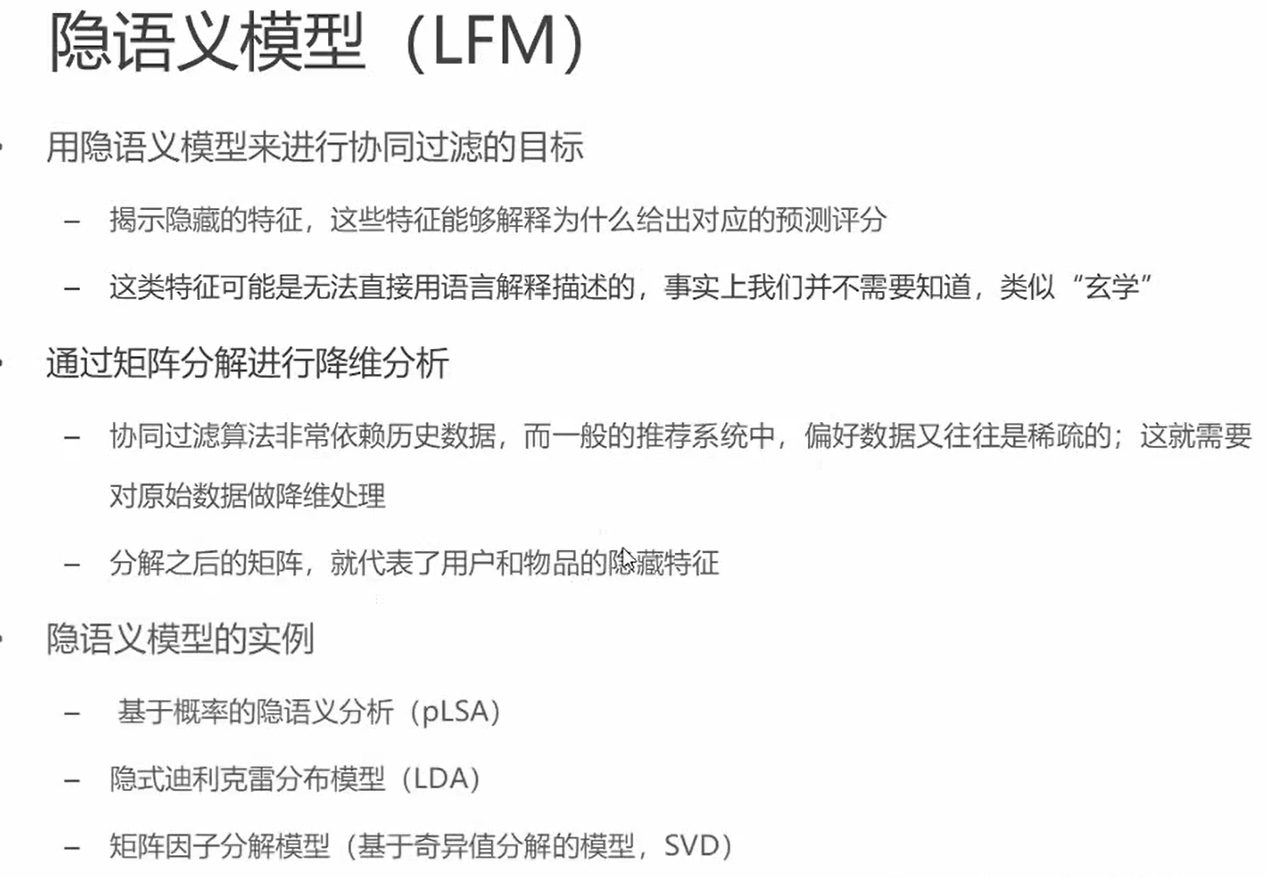 隐语义模型（LFM）
• 用隐语义模型来进行协同过滤的目标
– 揭示隐藏的特征，这些特征能够解释为什么给出对应的预测评分
– 这类特征可能是无法直接用语言解释描述的，事实上我们并不需要知道，类似“玄学”
• 通过矩阵分解进行降维分析
– 协同过滤算法非常依赖历史数据，而一般的推荐系统中，偏好数据又往往是稀疏的；这就需要
对原始数据做降维处理
– 分解之后的矩阵，就代表了用户和物品的隐藏特征
• 隐语义模型的实例
– 基于概率的隐语义分析（pLSA）
– 隐式迪利克雷分布模型（LDA）
– 矩阵因子分解模型（基于奇异值分解的模型，SVD）